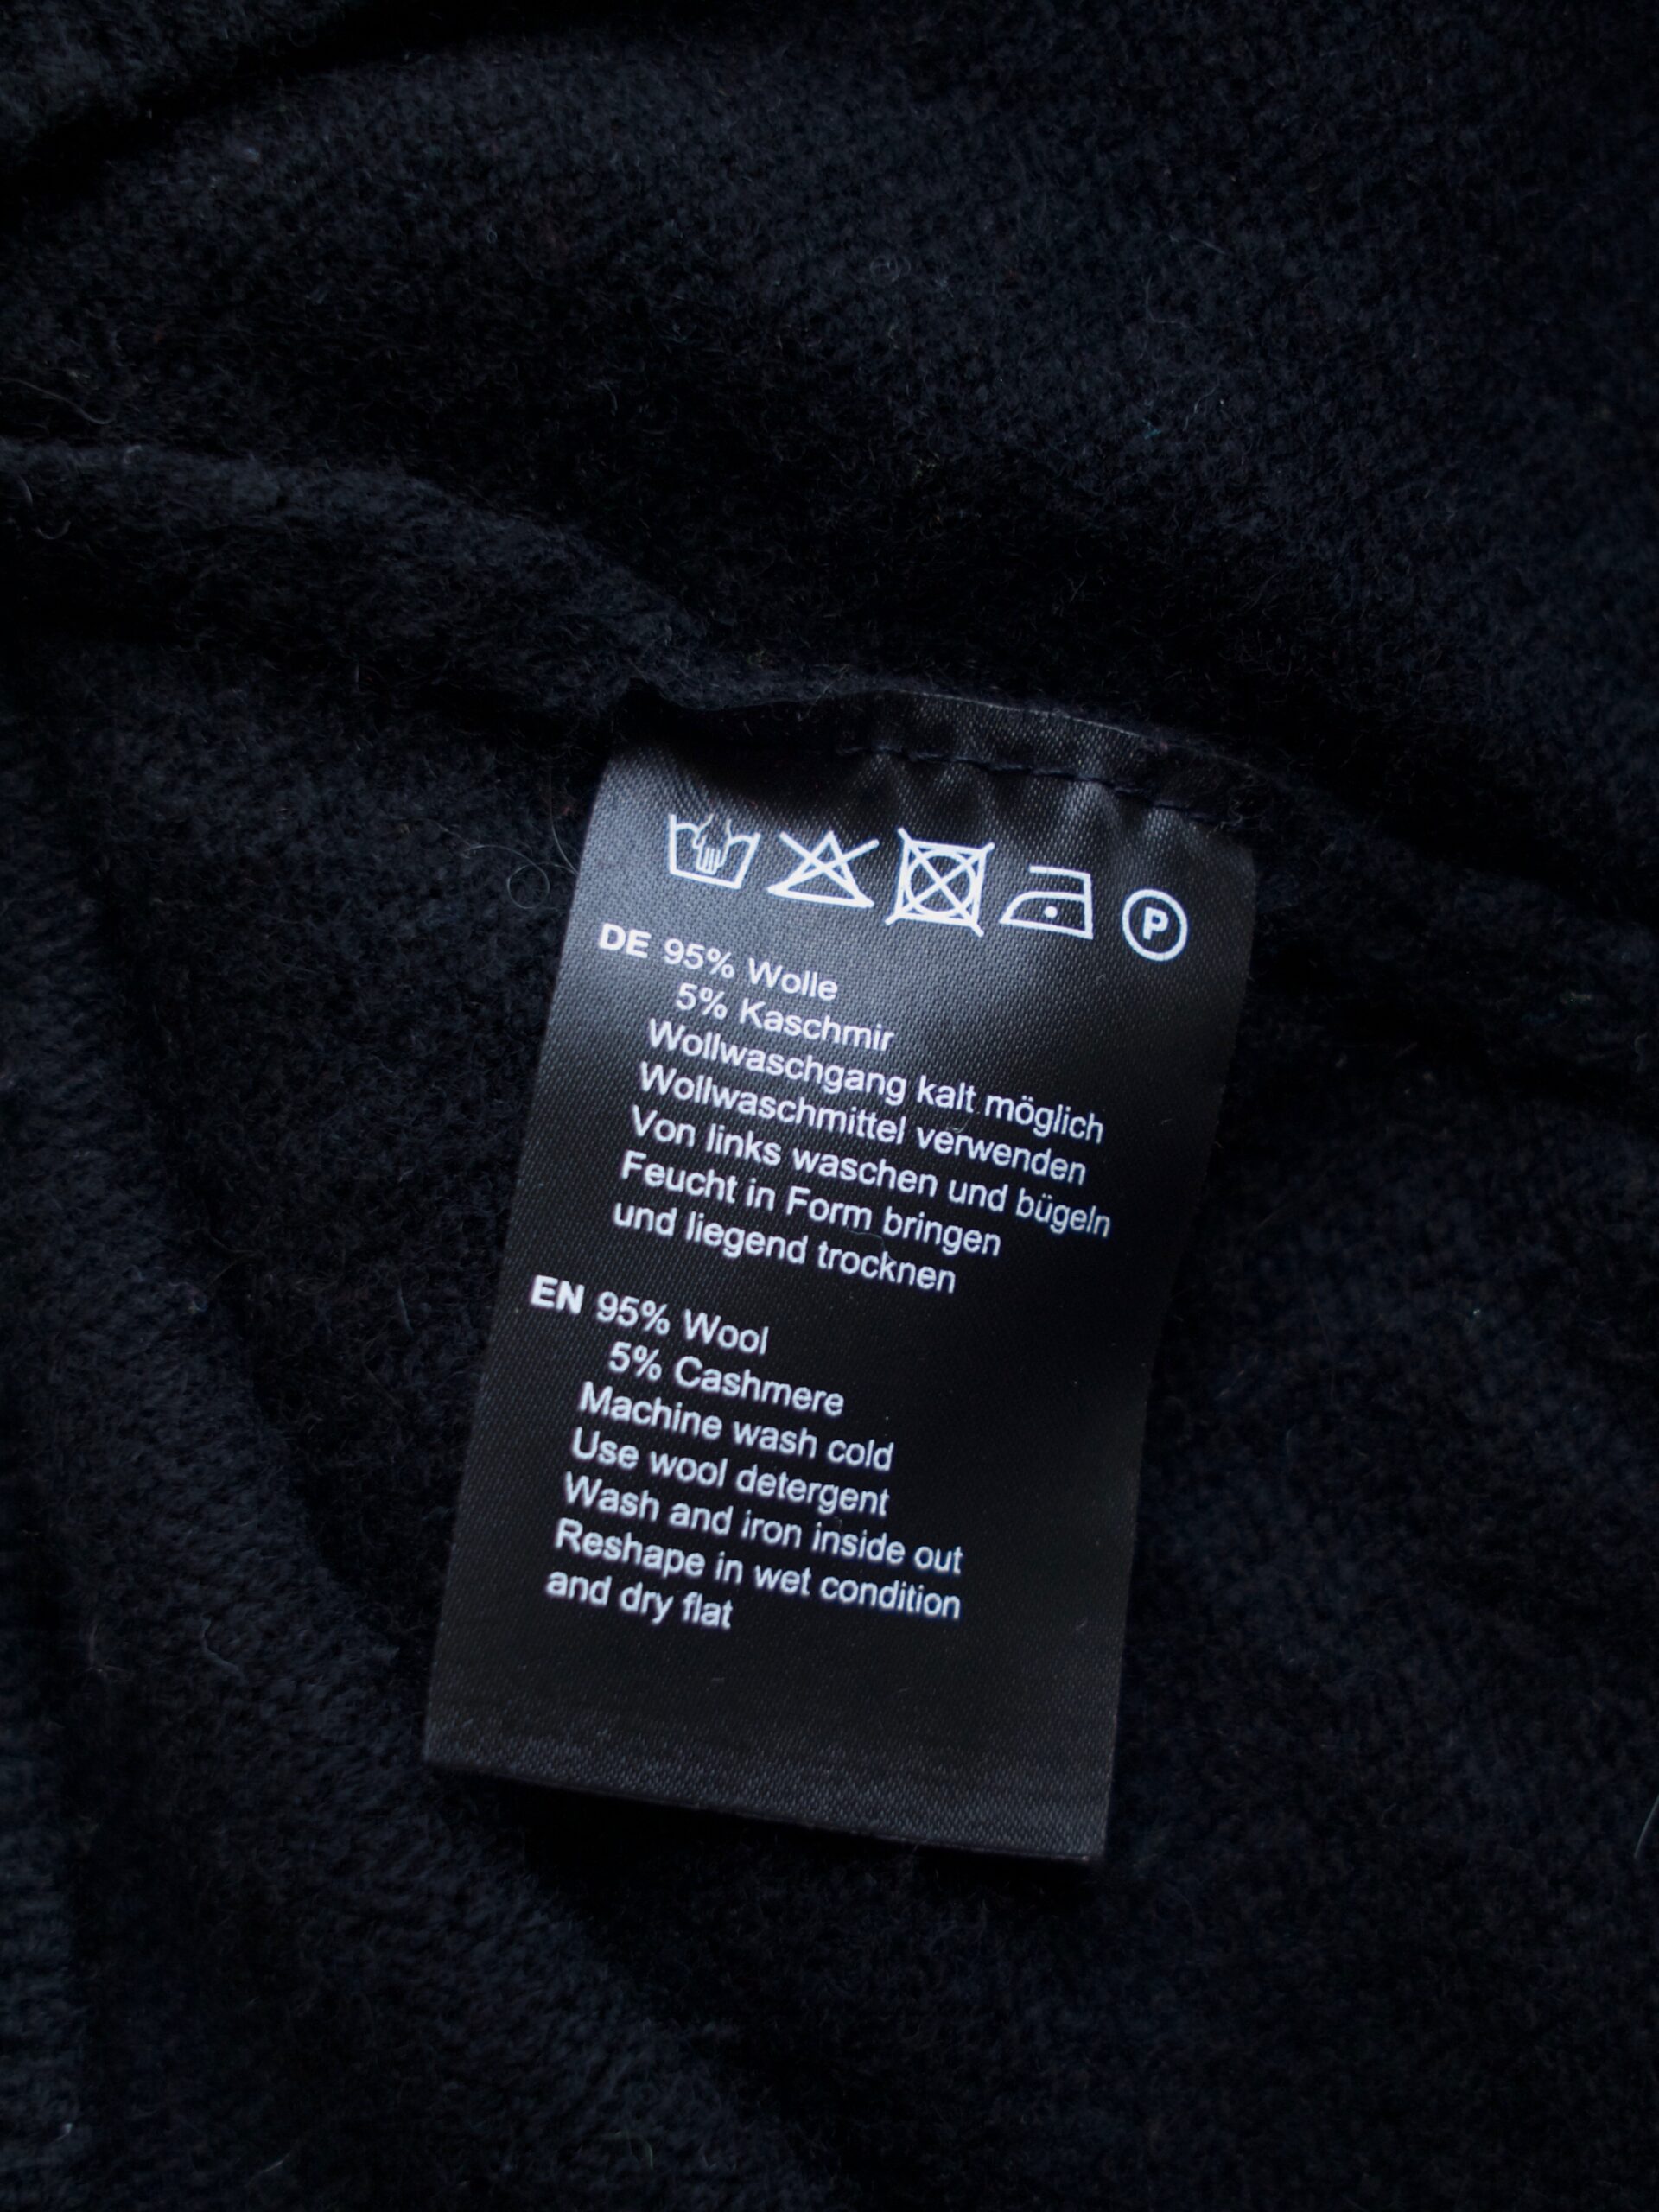 P
DE 95% Wolle
5% Kaschmir
Wollwaschgang kalt möglich
Wollwaschmittel verwenden
Von links waschen und bügeln
Feucht in Form bringen
und liegend trocknen
EN 95% Wool
5% Cashmere
Machine wash cold
Use wool detergent
Wash and iron inside out
Reshape in wet condition
and dry flat